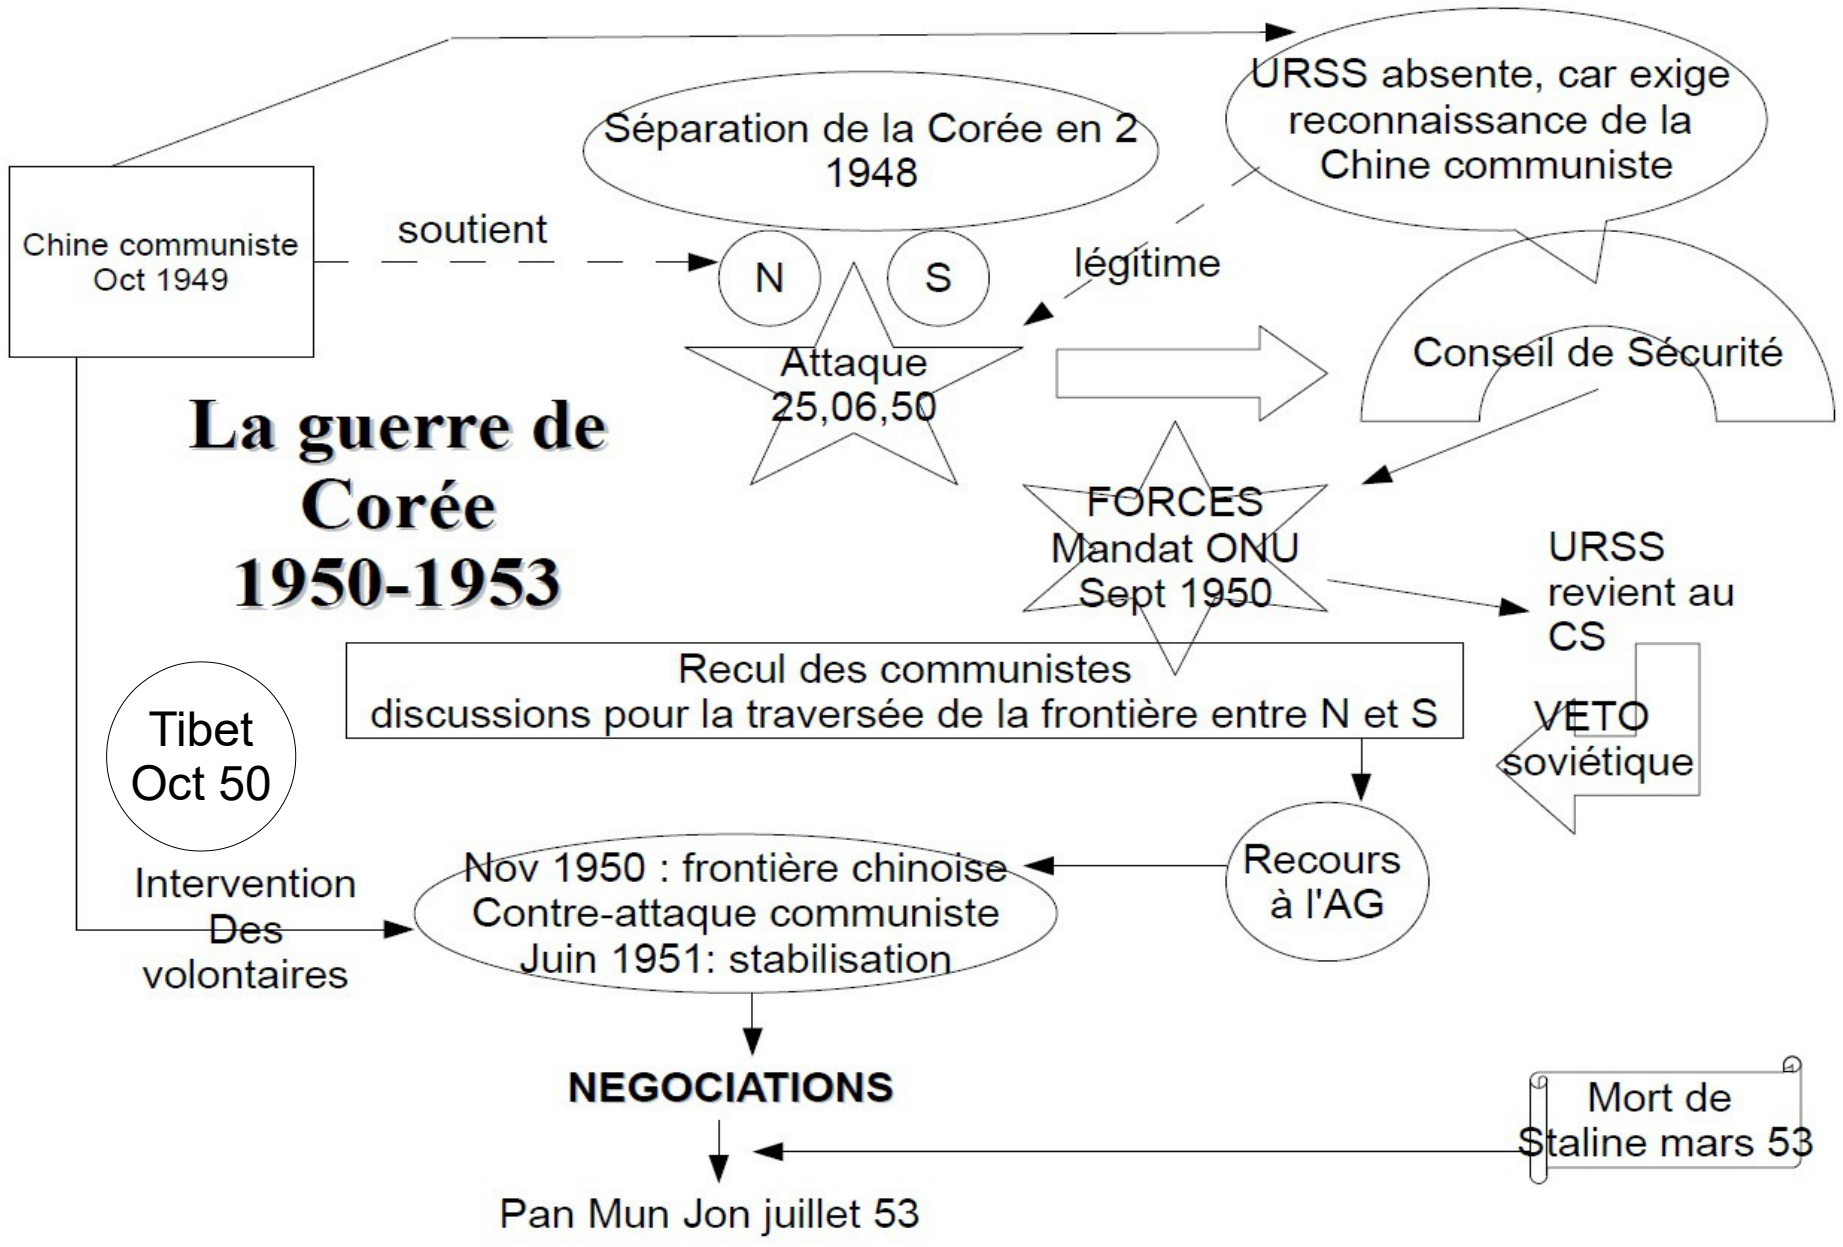 URSS absente, car exige
reconnaissance de la
Chine communiste
Séparation de la Corée en 2
1948
Chine communiste
Oct 1949
soutient
N
S
légitime
Attaque
25,06,50
Conseil de Sécurité
La guerre de
Corée
1950-1953
FORCES
Mandat ONU
Sept 1950
URSS
revient au
CS
Recul des communistes
discussions pour la traversée de la frontière entre N et S
VETO
soviétique
Tibet
Oct 50
Intervention
Des
volontaires
Nov 1950 : frontière chinoise
Contre-attaque communiste
Juin 1951: stabilisation
Recours
à l'AG
NEGOCIATIONS
Mort de
Staline mars 53
Pan Mun Jon juillet 53